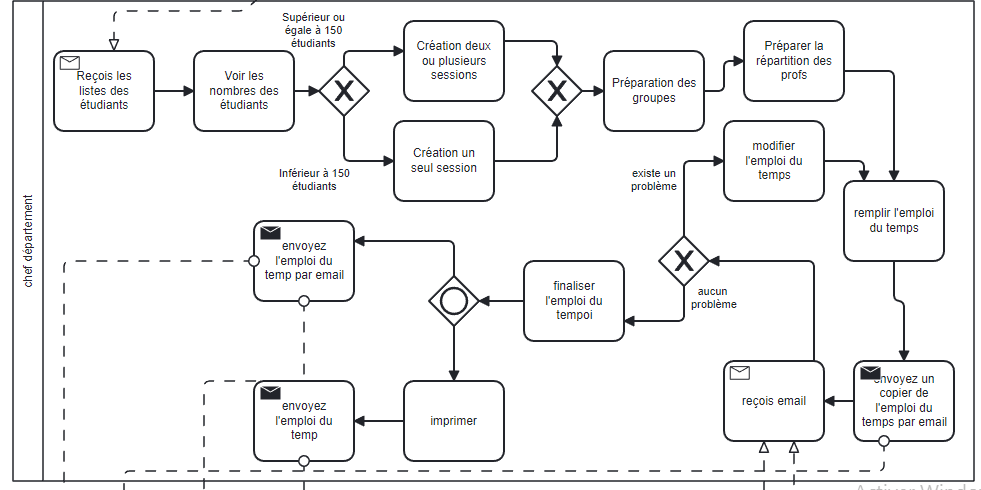 chef département
Reçois les
listes des
étudiants
Voir les
nombres des
étudiants
Supérieur ou
égale à 150
étudiants
Inférieur à 150
étudiants
Création deux
ou plusieurs
sessions
Création un
seul session
Préparation des
groupes
Préparer la
répartition des
profs
modifier
l'emploi du
temps
remplir l'emploi
du temps
existe un
problème
aucun
problème
finaliser
l'emploi du
tempoi
envoyez
l'emploi du
temp par email
envoyez
l'emploi du
temp
imprimer
reçois email
envoyez un
copier de
l'emploi du
temps par email